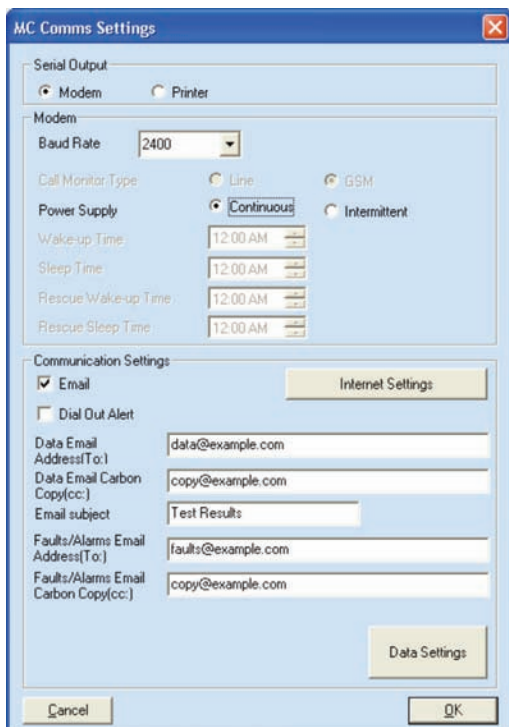 MC Comms Settings
Serial Output
Modem Printer
Modem
Baud Rate 2400
Call Monitor Type Line GSM
Power Supply Continuous Intermittent
Wake-up Time 12:00 AM
Sleep Time 12:00 AM
Rescue Wake-up Time 12:00 AM
Rescue Sleep Time 12:00 AM
Communication Settings
Email Internet Settings
Dial Out Alert
Data Email
Address(To:) data@example.com
Data Email Carbon
Copy(cc:) copy@example.com
Email subject Test Results
Faults/Alarms Email
Address(To:) faults@example.com
Faults/Alarms Email
Carbon Copy(cc:) copy@example.com
Data Settings
Cancel OK